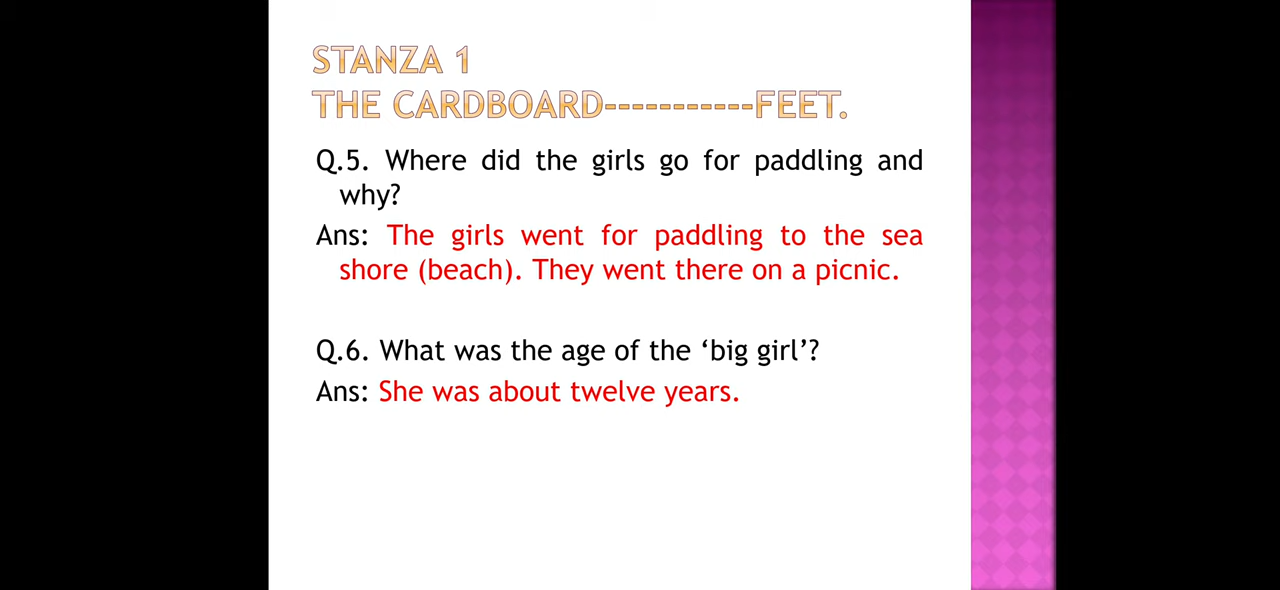 STANZA 1
THE CARDBOARD-----------FEET.
Q.5. Where did the girls go for paddling and
why?
Ans: The girls went for paddling to the sea
shore (beach). They went there on a picnic.
Q.6. What was the age of the ‘big girl’?
Ans: She was about twelve years.